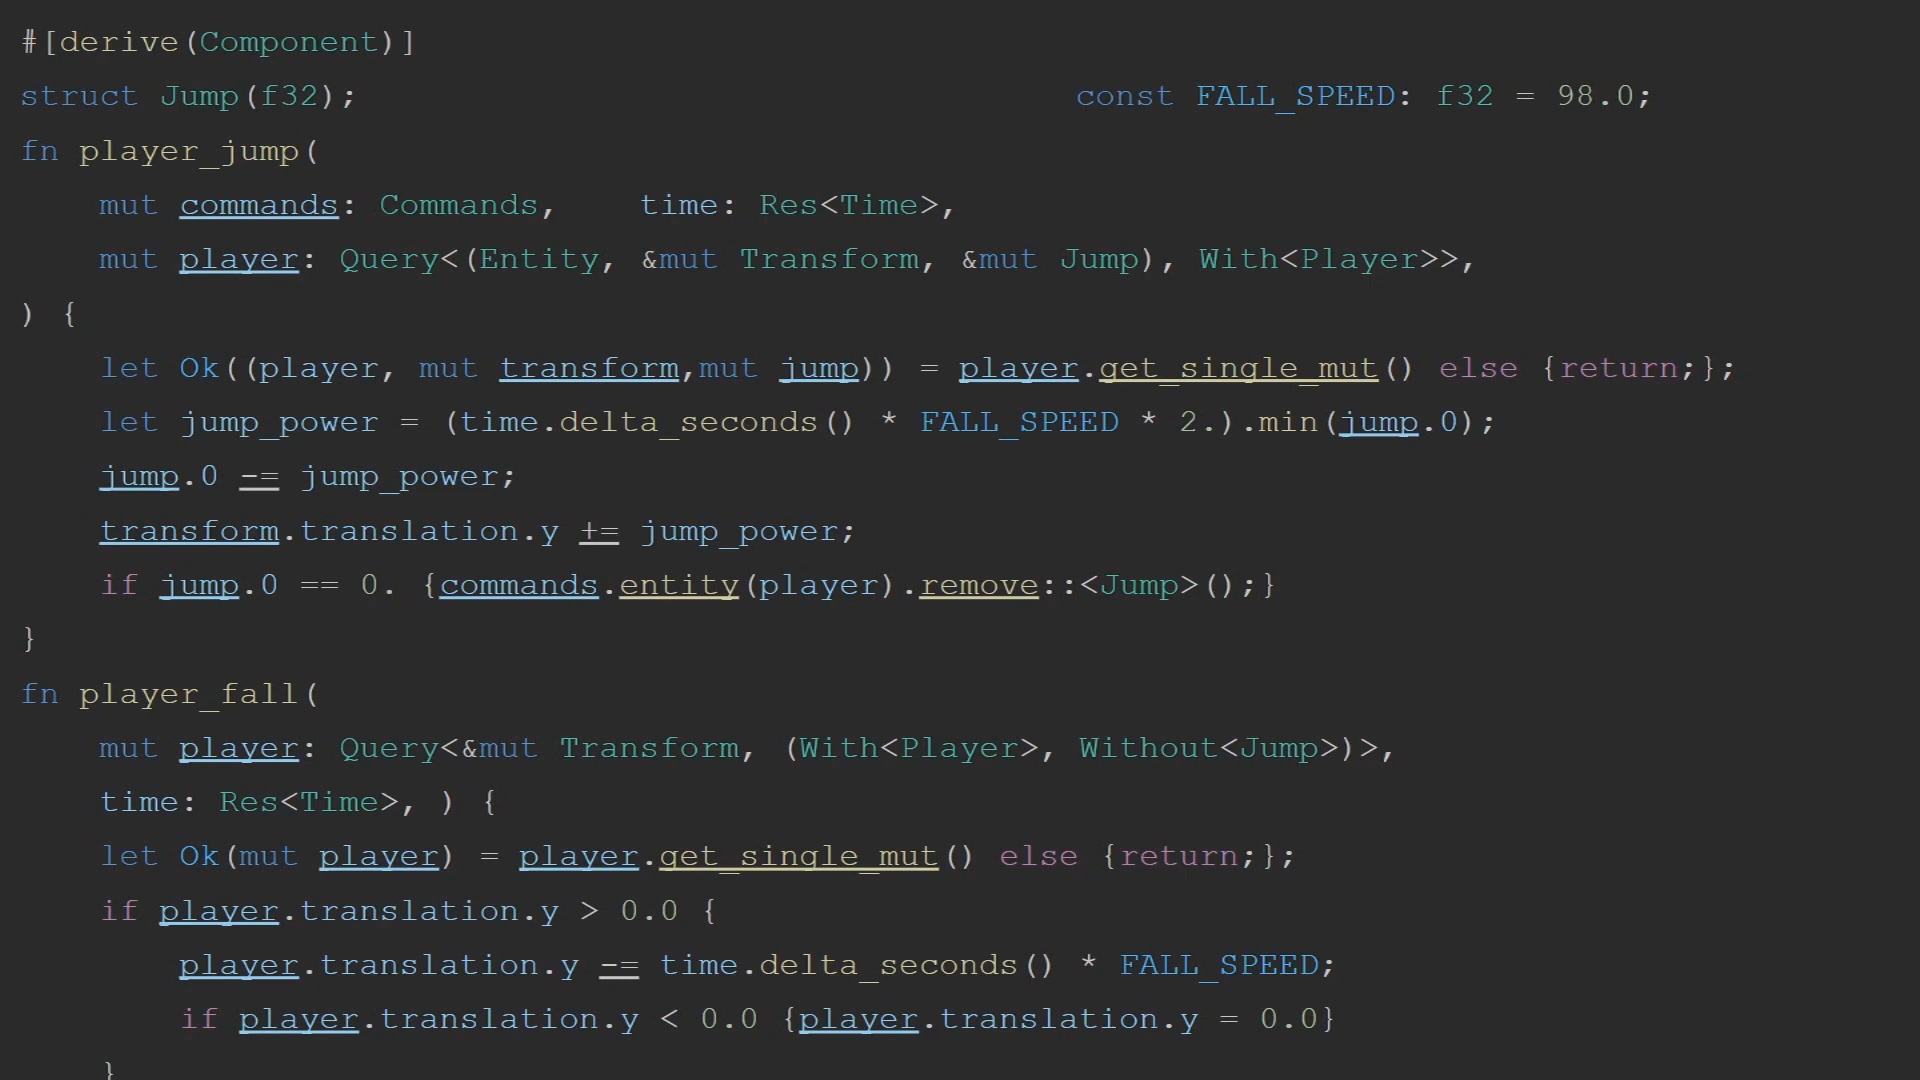 #[derive(Component)]
struct Jump(f32); const FALL_SPEED: f32 = 98.0;
fn player_jump(
    mut commands: Commands,    time: Res<Time>,
    mut player: Query<(Entity, &mut Transform, &mut Jump), With<Player>>,
) {
    let Ok((player, mut transform,mut jump)) = player.get_single_mut() else {return;};
    let jump_power = (time.delta_seconds() * FALL_SPEED * 2.).min(jump.0);
    jump.0 -= jump_power;
    transform.translation.y += jump_power;
    if jump.0 == 0. {commands.entity(player).remove::<Jump>();}
}
fn player_fall(
    mut player: Query<&mut Transform, (With<Player>, Without<Jump>)>,
    time: Res<Time>, ) {
    let Ok(mut player) = player.get_single_mut() else {return;};
    if player.translation.y > 0.0 {
        player.translation.y -= time.delta_seconds() * FALL_SPEED;
        if player.translation.y < 0.0 {player.translation.y = 0.0}
    }